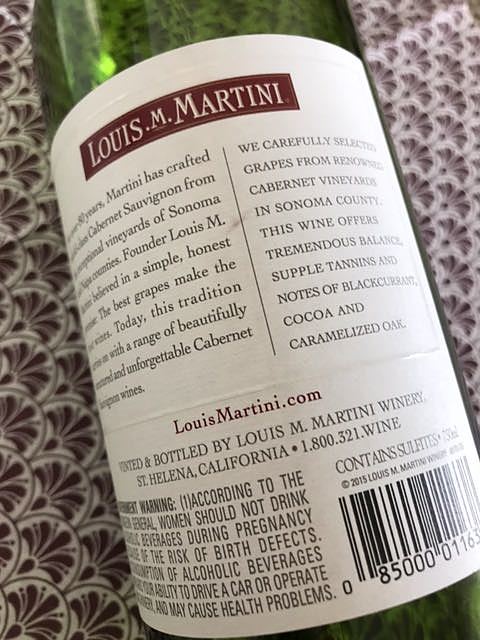 LOUIS.M.MARTINI
80 years, Martini has crafted
class Cabernet Sauvignon from
exceptional vineyards of Sonoma
Napa counties. Founder Louis M.
believed in a simple, honest
The best grapes make the
wines. Today, this tradition
on with a range of beautifully
and unforgettable Cabernet
wines.
WE CAREFULLY SELECTED
GRAPES FROM RENOWNED
CABERNET VINEYARDS
IN SONOMA COUNTY.
THIS WINE OFFERS
TREMENDOUS BALANCE,
SUPPLE TANNINS AND
NOTES OF BLACKCURRANT,
COCOA AND
CARAMELIZED OAK.
LouisMartini.com
VINTED & BOTTLED BY LOUIS M. MARTINI WINERY,
ST. HELENA, CALIFORNIA • 1.800.321.WINE
CONTAINS SULFITES • 750ml
© 2015 LOUIS M. MARTINI WINERY
WARNING: (1)ACCORDING TO THE
GENERAL, WOMEN SHOULD NOT DRINK
BEVERAGES DURING PREGNANCY
OF THE RISK OF BIRTH DEFECTS.
OF ALCOHOLIC BEVERAGES
YOUR ABILITY TO DRIVE A CAR OR OPERATE
AND MAY CAUSE HEALTH PROBLEMS.
0 85000 0116